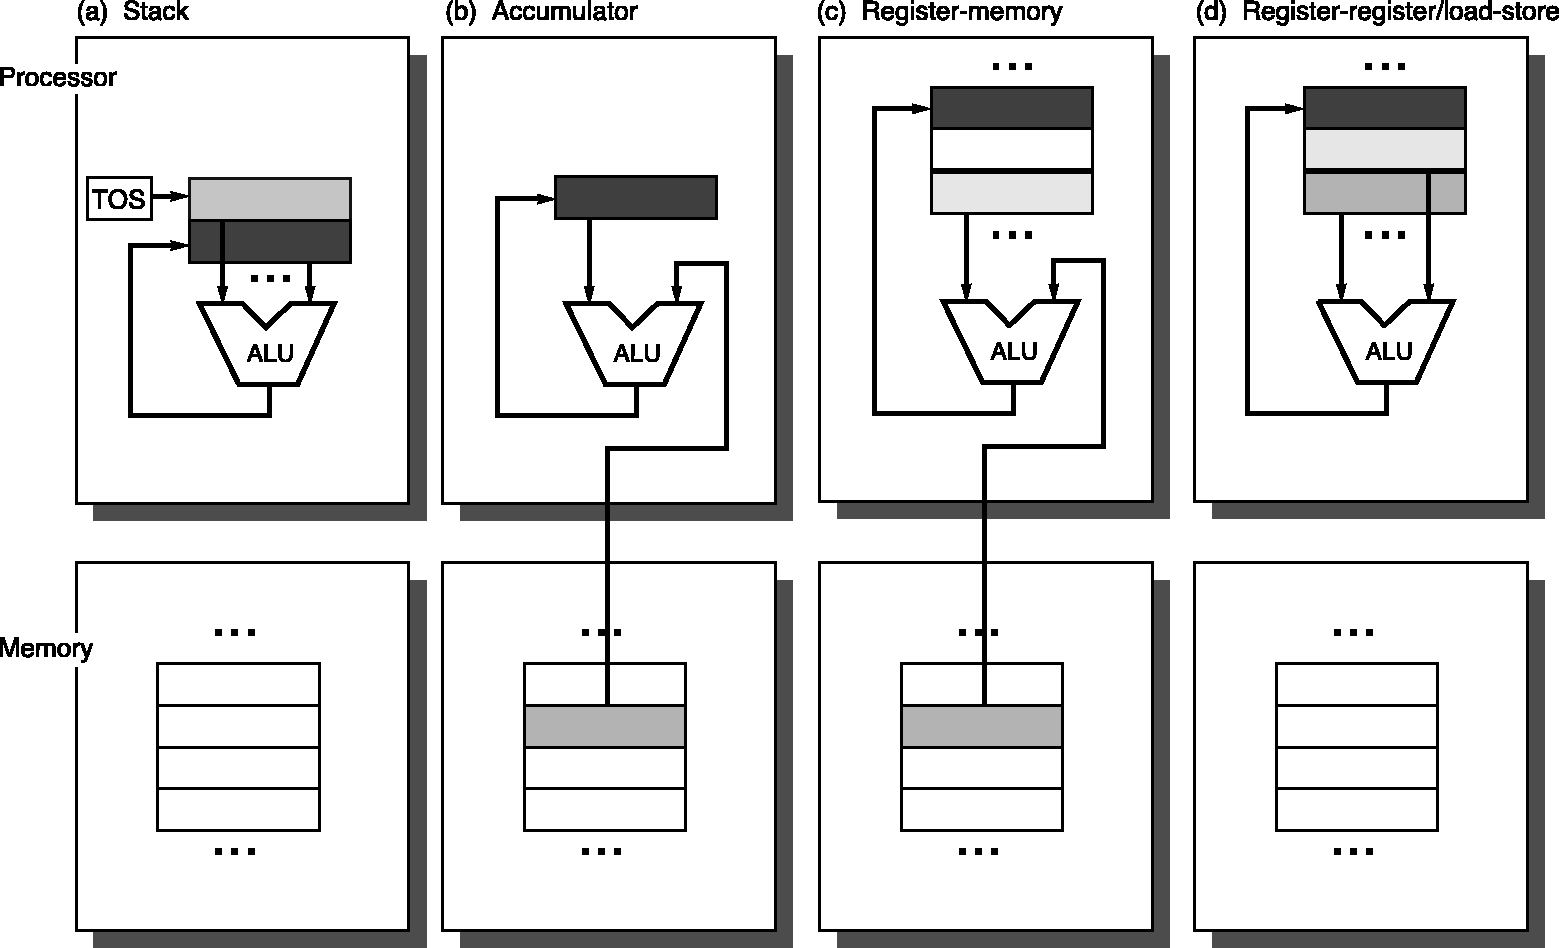 (a) Stack
(b) Accumulator
(c) Register-memory
(d) Register-register/load-store
Processor
TOS
...
...
...
...
...
ALU
ALU
ALU
ALU
Memory
...
...
...
...
...
...
...
...